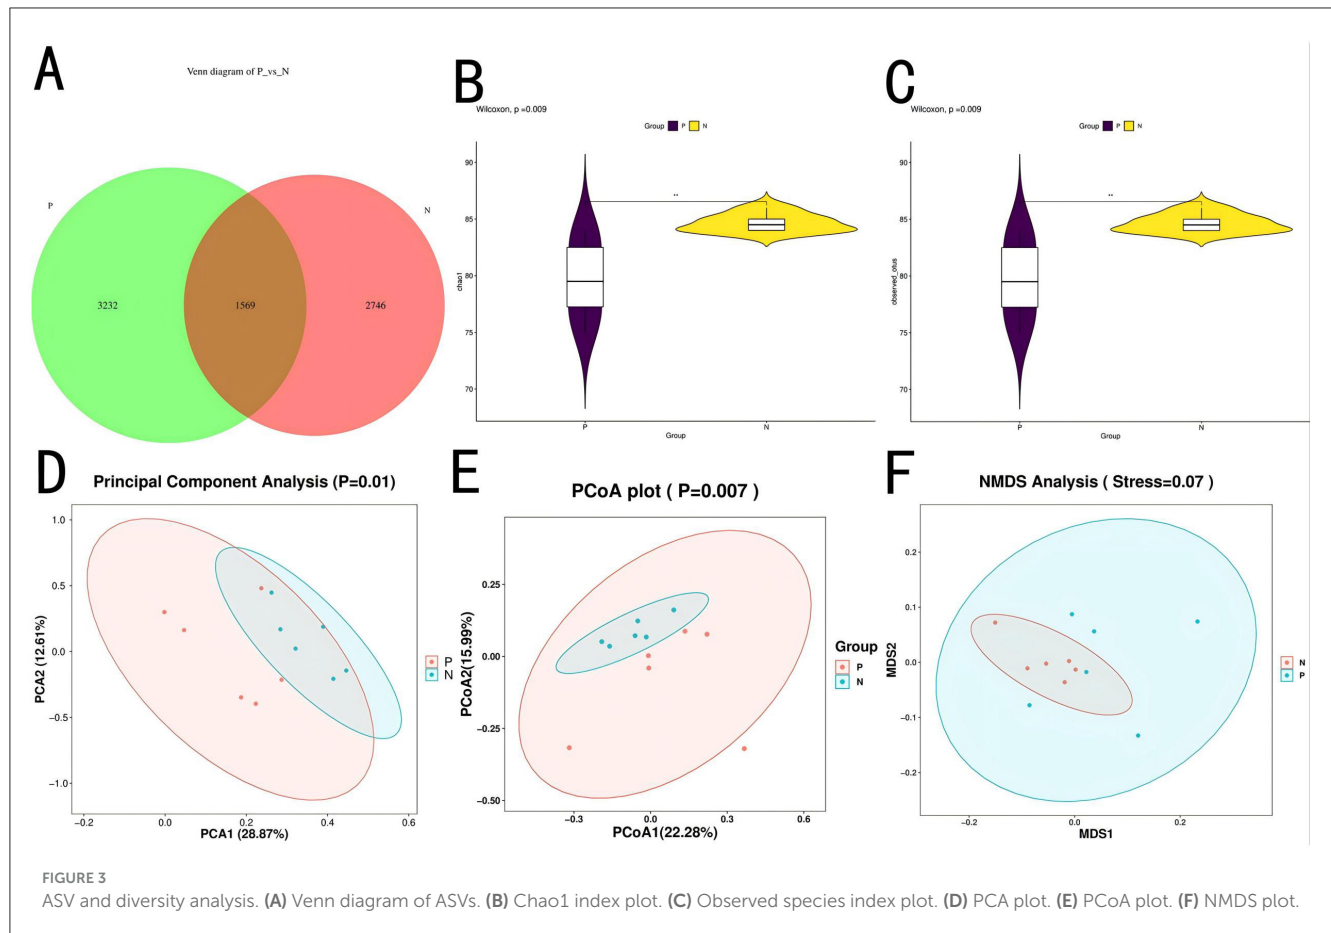 A
Venn diagram of P_vs_N
P
N
3232
1569
2746
B
Wilcoxon, p =0.009
Group P N
90
85
80
75
70
chao1
**
P
N
Group
C
Wilcoxon, p =0.009
Group P N
90
85
80
75
70
observed_otus
**
P
N
Group
D
Principal Component Analysis (P=0.01)
1.0
0.5
0.0
−0.5
−1.0
PCA2 (12.61%)
−0.2 0.0 0.2 0.4 0.6
PCA1 (28.87%)
P
N
E
PCoA plot ( P=0.007 )
0.25
0.00
−0.25
−0.50
PCoA2(15.99%)
−0.3 0.0 0.3 0.6
PCoA1(22.28%)
Group
P
N
F
NMDS Analysis ( Stress=0.07 )
0.2
0.1
0.0
−0.1
−0.2
MDS2
−0.2 0.0 0.2
MDS1
N
P
FIGURE 3
ASV and diversity analysis. (A) Venn diagram of ASVs. (B) Chao1 index plot. (C) Observed species index plot. (D) PCA plot. (E) PCoA plot. (F) NMDS plot.